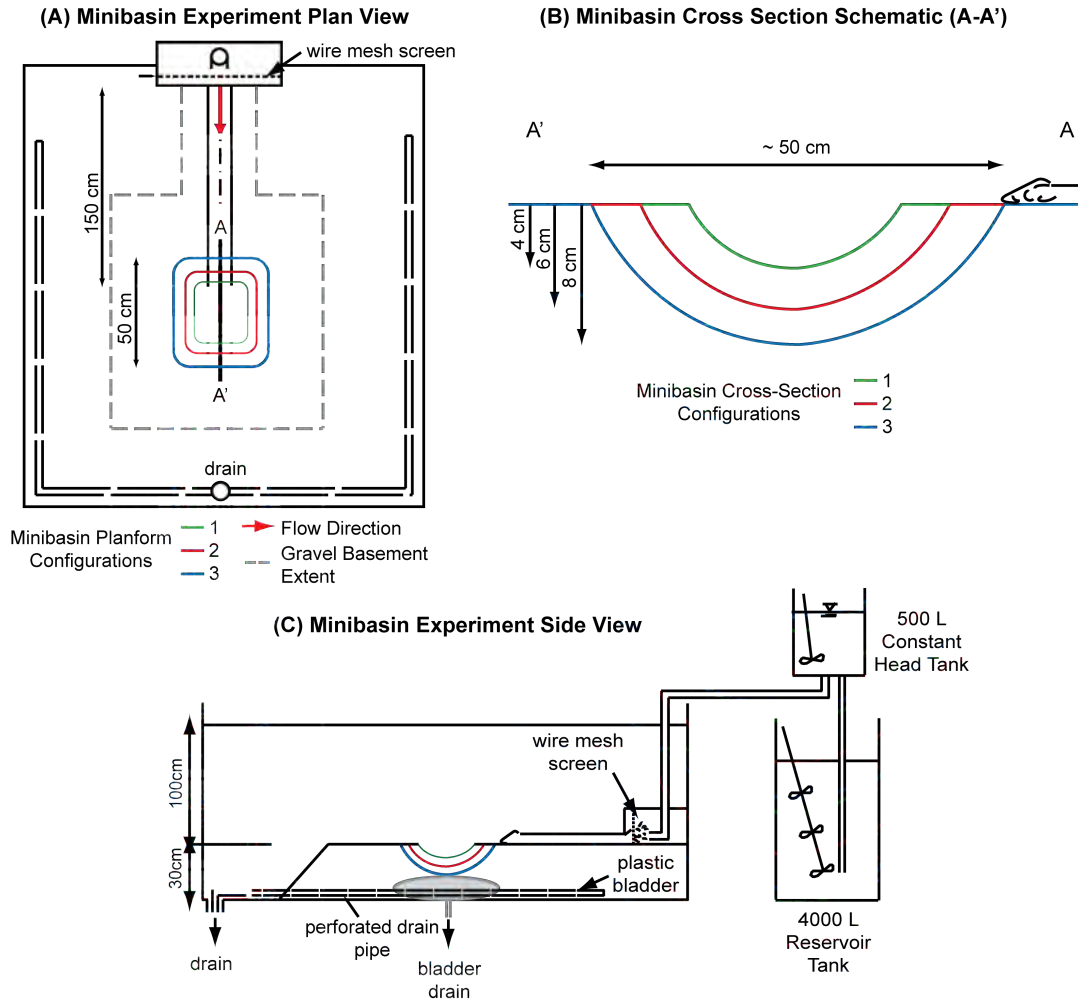 (A) Minibasin Experiment Plan View
wire mesh screen
150 cm
A
50 cm
A'
drain
Minibasin Planform
Configurations
1
2
3
Flow Direction
Gravel Basement
Extent
(B) Minibasin Cross Section Schematic (A-A’)
A'
A
~ 50 cm
4 cm
6 cm
8 cm
Minibasin Cross-Section
Configurations
1
2
3
(C) Minibasin Experiment Side View
500 L
Constant
Head Tank
wire mesh
screen
100cm
30cm
plastic
bladder
perforated drain
pipe
drain
bladder
drain
4000 L
Reservoir
Tank